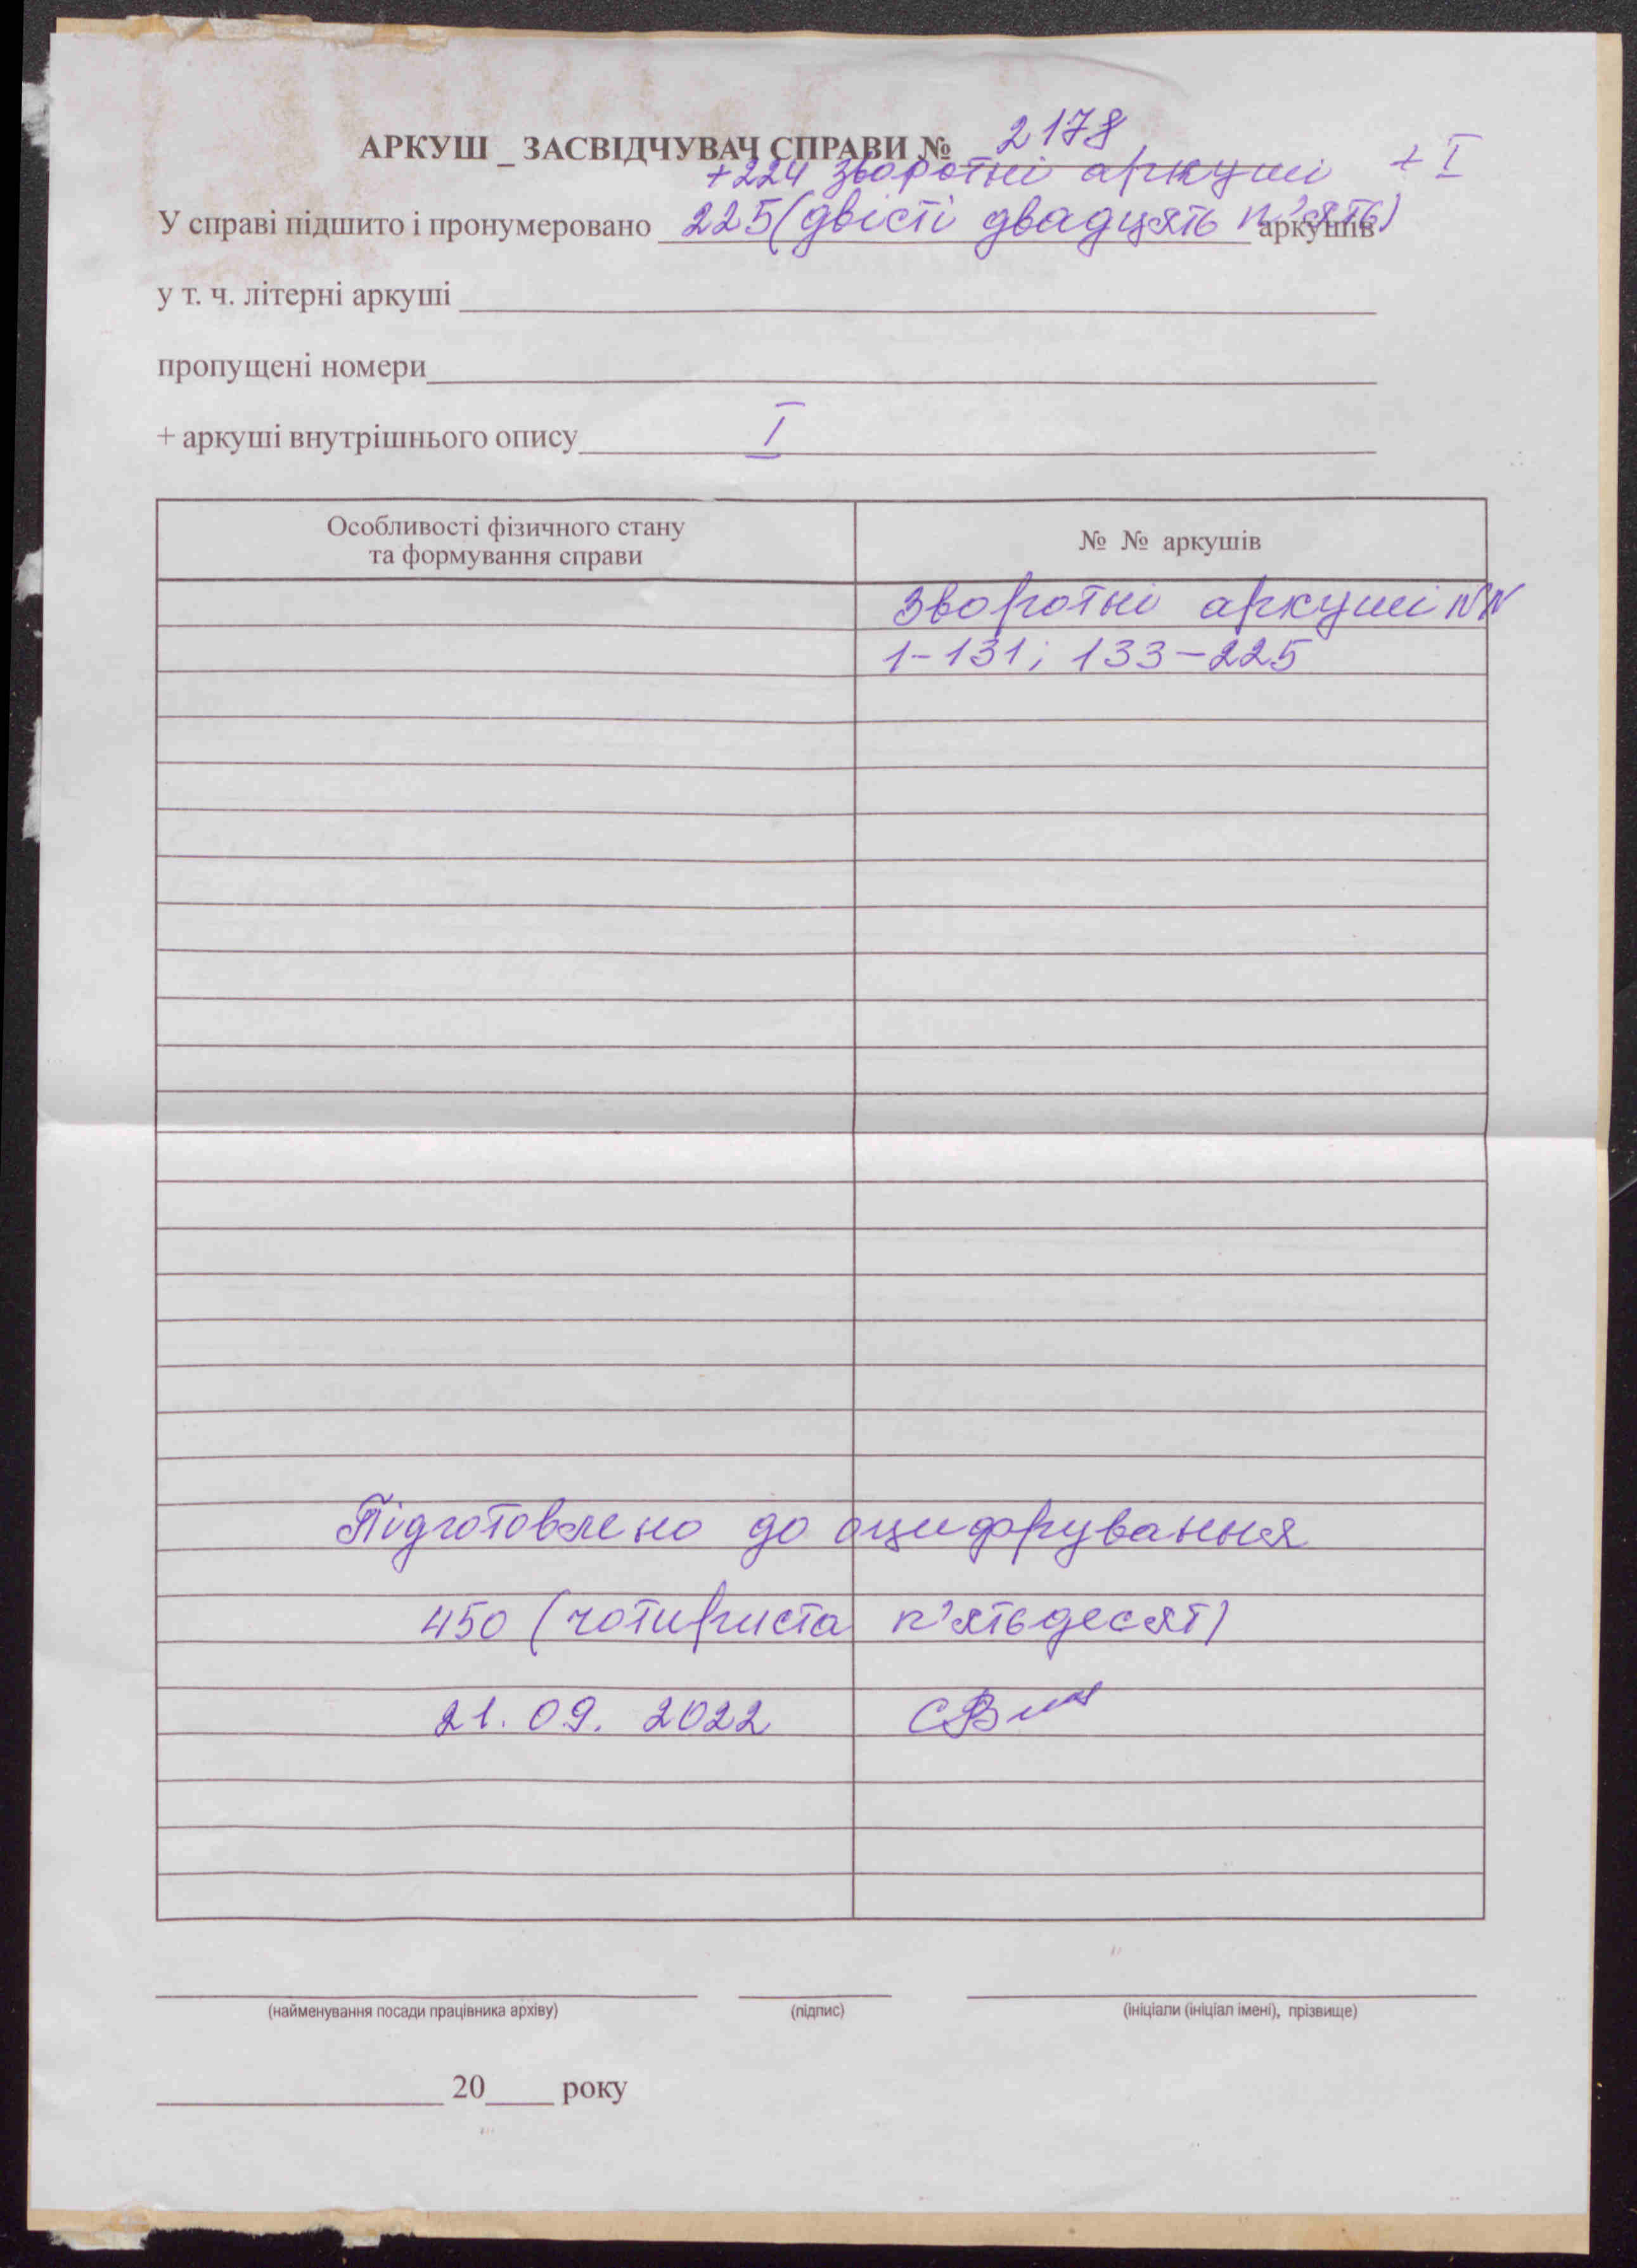 АРКУШ _ ЗАСВІДЧУВАЧ СПРАВИ № 2178
+224 зворотні аркуші + I
У справі підшито і пронумеровано 225 (двісті двадцять п'ять) аркушів
у т. ч. літерні аркуші
пропущені номери
+ аркуші внутрішнього опису I
Особливості фізичного стану та формування справи
№ № аркушів
Зворотні аркуші NN
1-131; 133-225
Підготовлено до оцифрування
450 (чотириста п'ятьдесят)
21.09.2022
(найменування посади працівника архіву) (підпис) (ініціали (ініціал імені), прізвище)
20 року